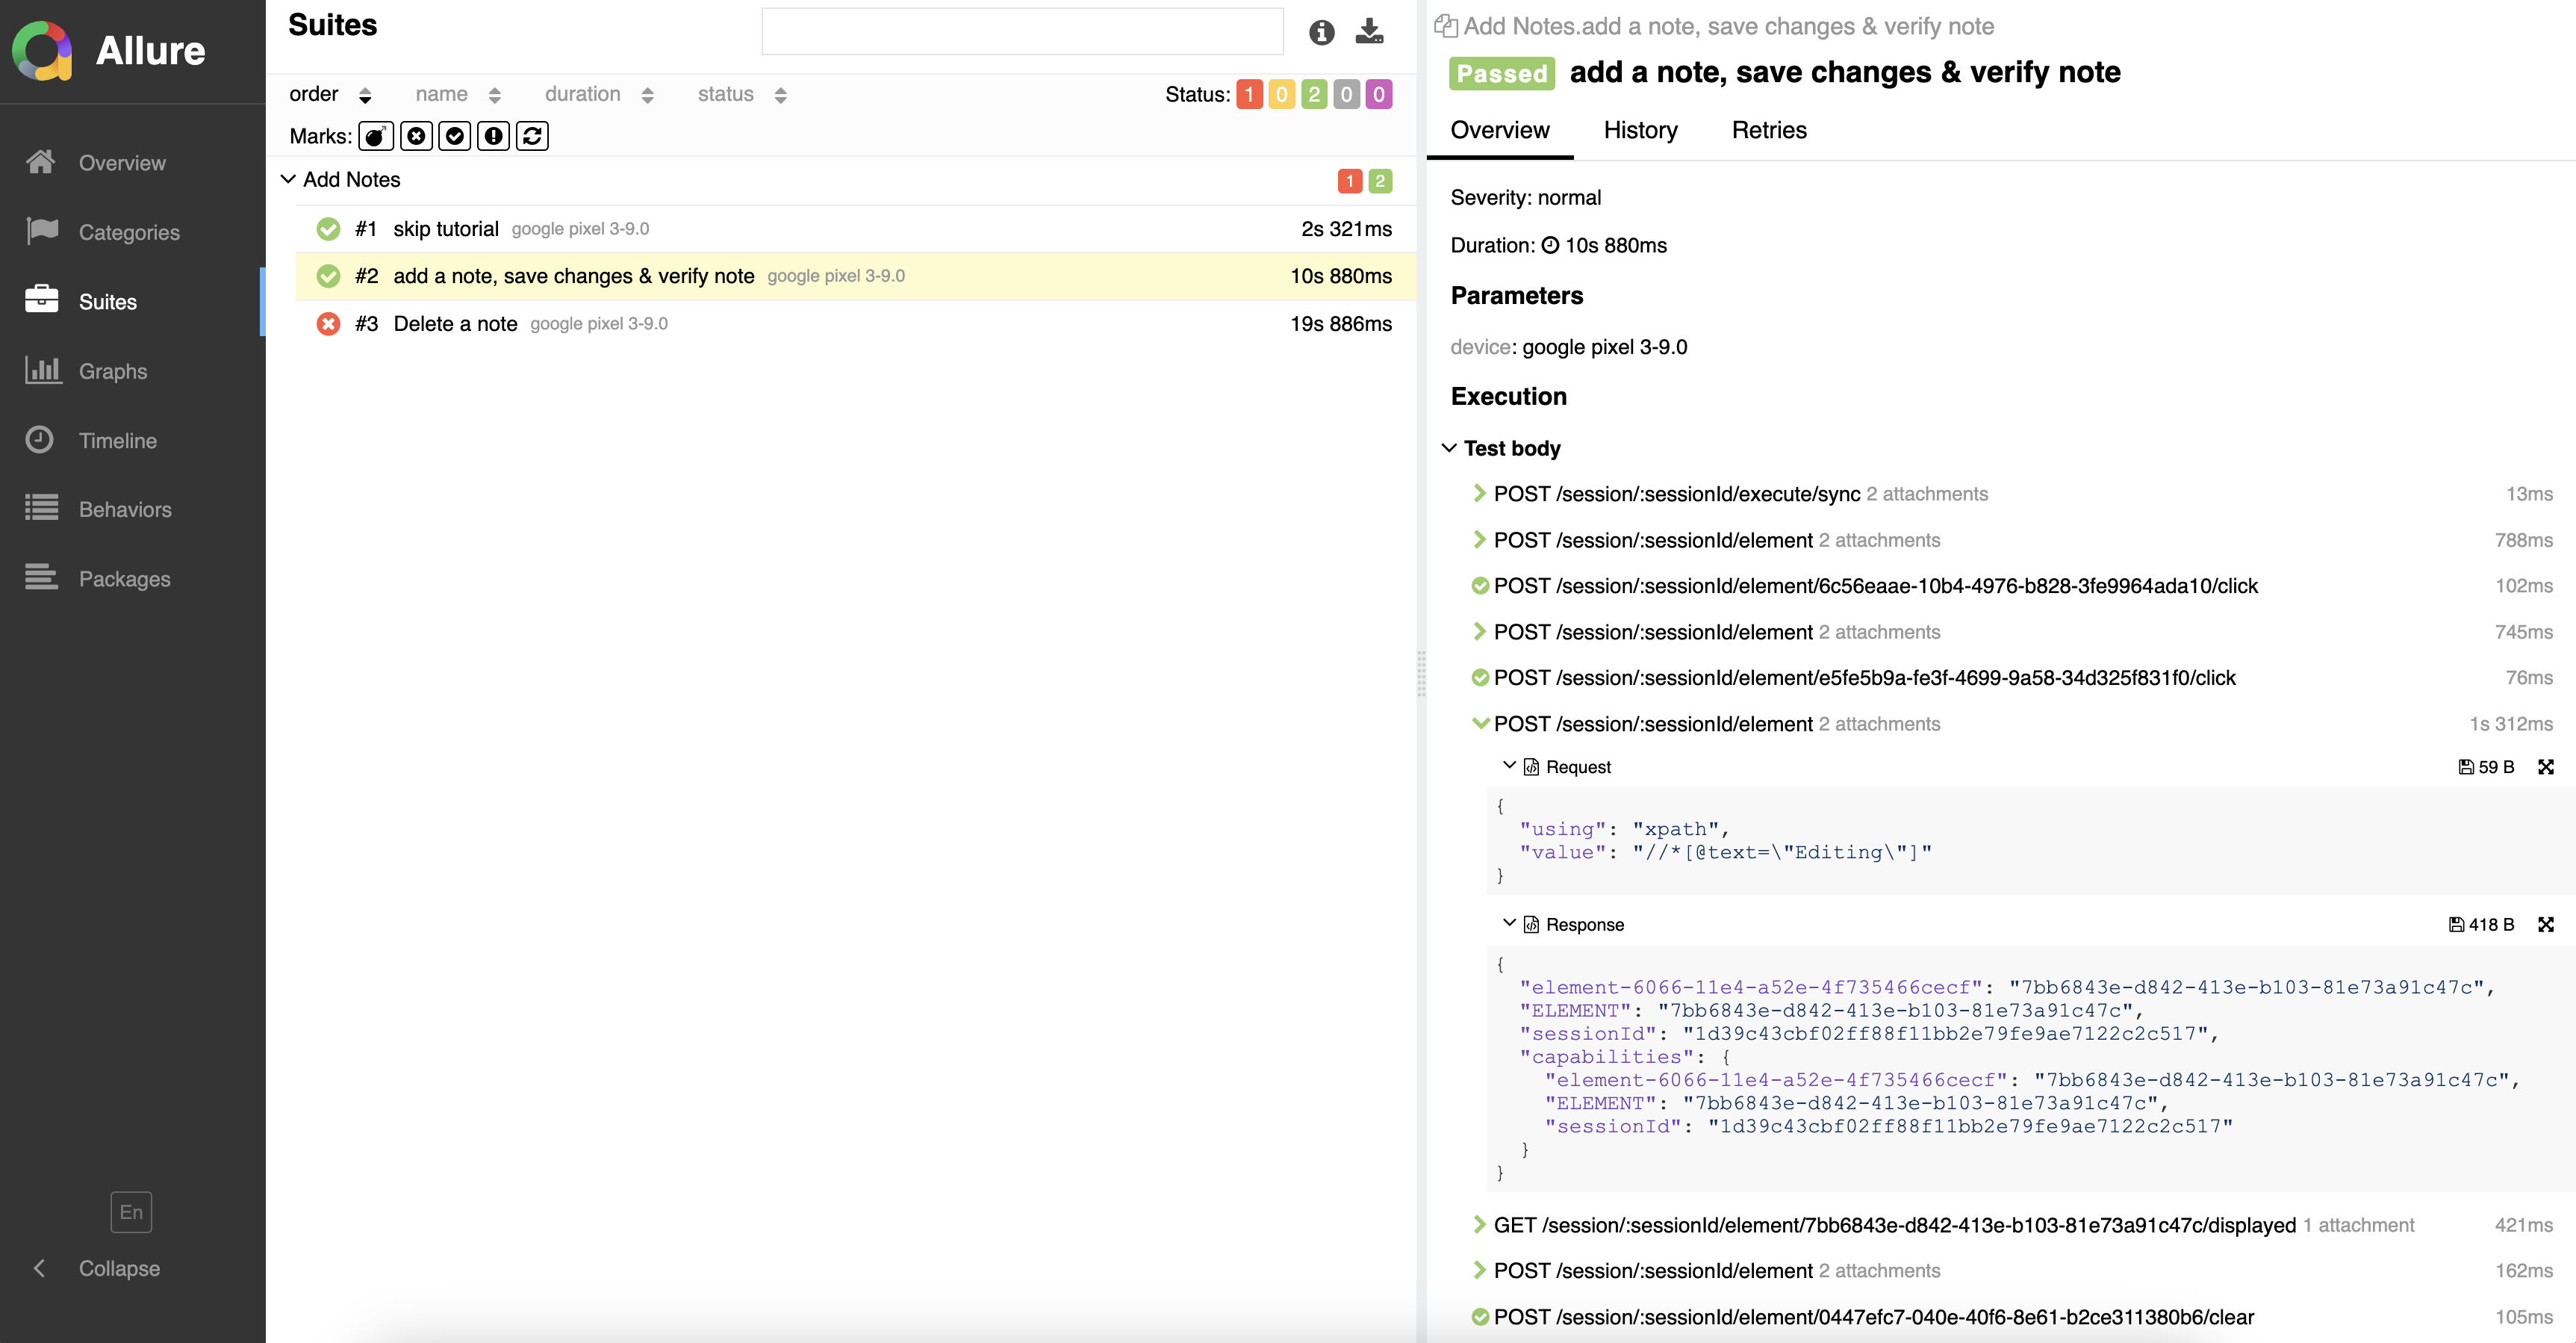 Allure
Overview
Categories
Suites
Graphs
Timeline
Behaviors
Packages
En
Collapse
Suites
order name duration status
Status: 1 0 2 0 0
Marks:
Add Notes 1 2
#1 skip tutorial google pixel 3-9.0 2s 321ms
#2 add a note, save changes & verify note google pixel 3-9.0 10s 880ms
#3 Delete a note google pixel 3-9.0 19s 886ms
Add Notes.add a note, save changes & verify note
Passed add a note, save changes & verify note
Overview History Retries
Severity: normal
Duration: 10s 880ms
Parameters
device: google pixel 3-9.0
Execution
Test body
POST /session/:sessionId/execute/sync 2 attachments 13ms
POST /session/:sessionId/element 2 attachments 788ms
POST /session/:sessionId/element/6c56eaae-10b4-4976-b828-3fe9964ada10/click 102ms
POST /session/:sessionId/element 2 attachments 745ms
POST /session/:sessionId/element/e5fe5b9a-fe3f-4699-9a58-34d325f831f0/click 76ms
POST /session/:sessionId/element 2 attachments 1s 312ms
Request 59 B
{
"using": "xpath",
"value": "//*[@text=\"Editing\"]"
}
Response 418 B
{
"element-6066-11e4-a52e-4f735466cecf": "7bb6843e-d842-413e-b103-81e73a91c47c",
"ELEMENT": "7bb6843e-d842-413e-b103-81e73a91c47c",
"sessionId": "1d39c43cbf02ff88f11bb2e79fe9ae7122c2c517",
"capabilities": {
"element-6066-11e4-a52e-4f735466cecf": "7bb6843e-d842-413e-b103-81e73a91c47c",
"ELEMENT": "7bb6843e-d842-413e-b103-81e73a91c47c",
"sessionId": "1d39c43cbf02ff88f11bb2e79fe9ae7122c2c517"
}
}
GET /session/:sessionId/element/7bb6843e-d842-413e-b103-81e73a91c47c/displayed 1 attachment 421ms
POST /session/:sessionId/element 2 attachments 162ms
POST /session/:sessionId/element/0447efc7-040e-40f6-8e61-b2ce311380b6/clear 105ms